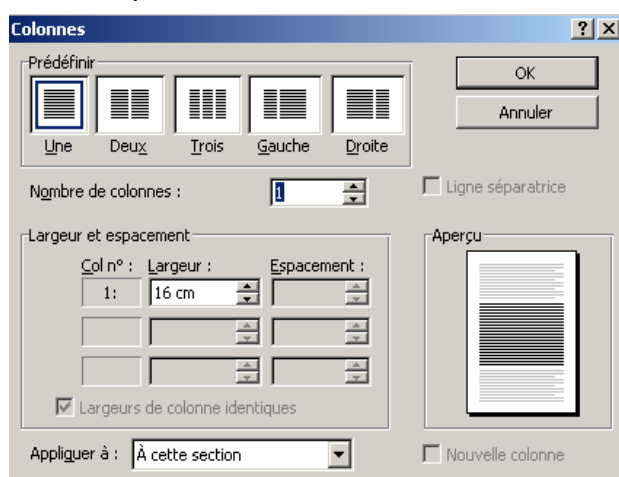 Colonnes
Prédéfinir
OK
Annuler
Une Deux Trois Gauche Droite
Nombre de colonnes : 1
Ligne séparatrice
Largeur et espacement
Aperçu
Col n° : Largeur : Espacement :
1: 16 cm
Largeurs de colonne identiques
Appliquer à : À cette section
Nouvelle colonne